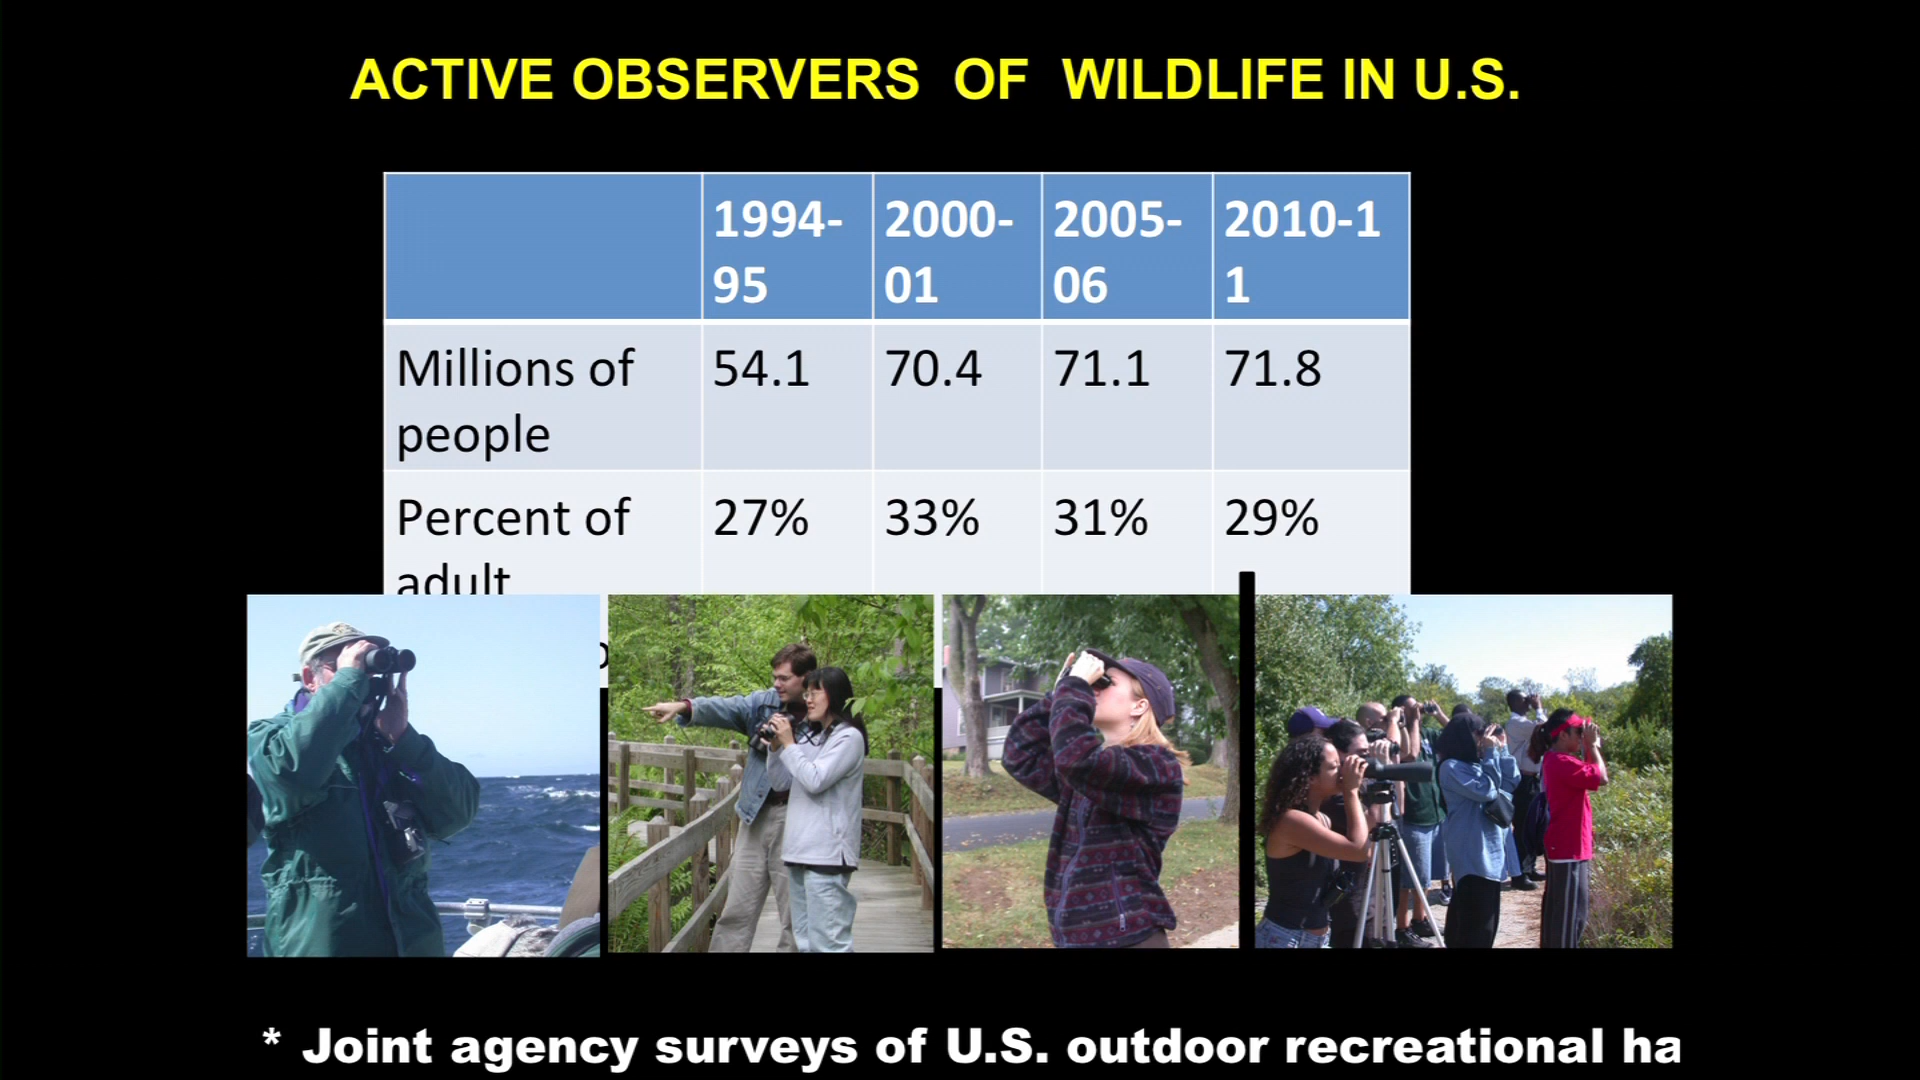 ACTIVE OBSERVERS OF WILDLIFE IN U.S.
1994- 2000- 2005- 2010-1
95 01 06 1
Millions of 54.1 70.4 71.1 71.8
people
Percent of 27% 33% 31% 29%
adult
* Joint agency surveys of U.S. outdoor recreational ha